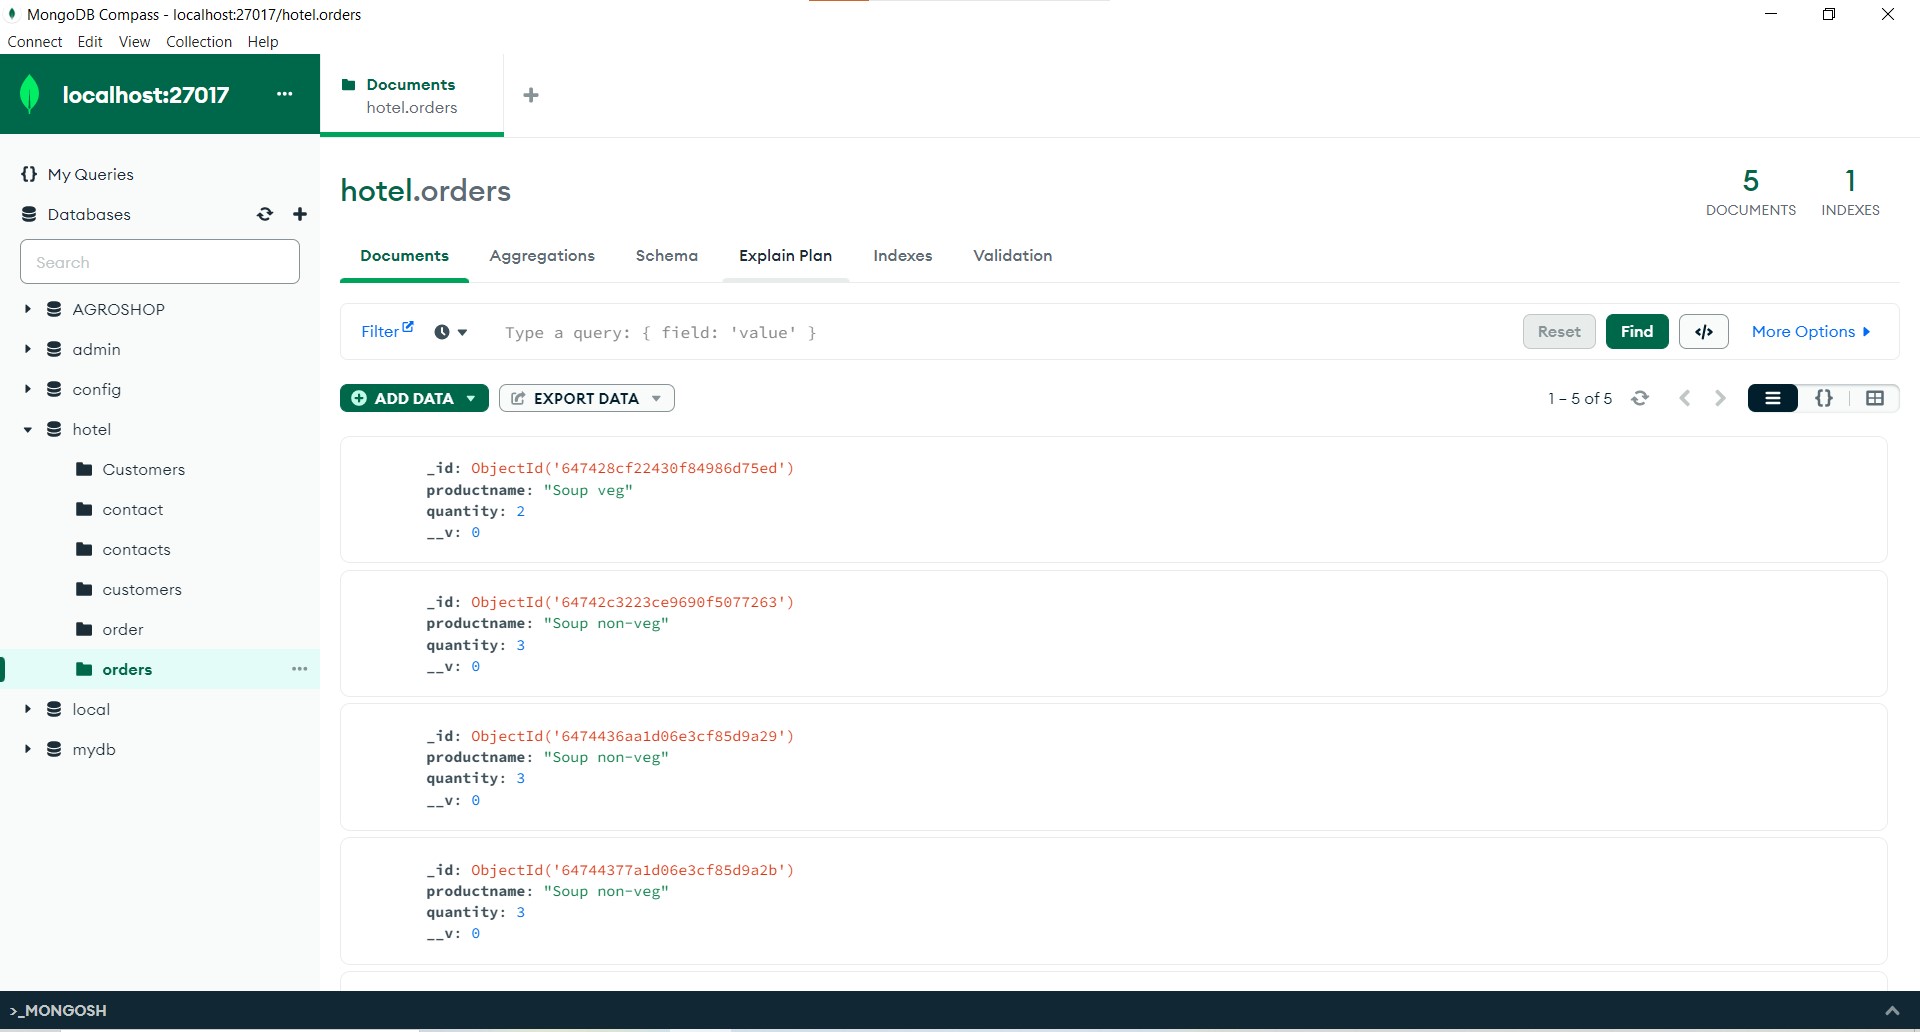 MongoDB Compass - localhost:27017/hotel.orders
Connect Edit View Collection Help
localhost:27017
Documents
hotel.orders
My Queries
Databases
Search
AGROSHOP
admin
config
hotel
Customers
contact
contacts
customers
order
orders
local
mydb
hotel.orders
5
DOCUMENTS
1
INDEXES
Documents Aggregations Schema Explain Plan Indexes Validation
Filter Type a query: { field: 'value' } Reset Find </> More Options
ADD DATA EXPORT DATA 1 – 5 of 5 {}
_id: ObjectId('647428cf22430f84986d75ed')
productname: "Soup veg"
quantity: 2
__v: 0
_id: ObjectId('64742c3223ce9690f5077263')
productname: "Soup non-veg"
quantity: 3
__v: 0
_id: ObjectId('6474436aa1d06e3cf85d9a29')
productname: "Soup non-veg"
quantity: 3
__v: 0
_id: ObjectId('64744377a1d06e3cf85d9a2b')
productname: "Soup non-veg"
quantity: 3
__v: 0
>_MONGOSH